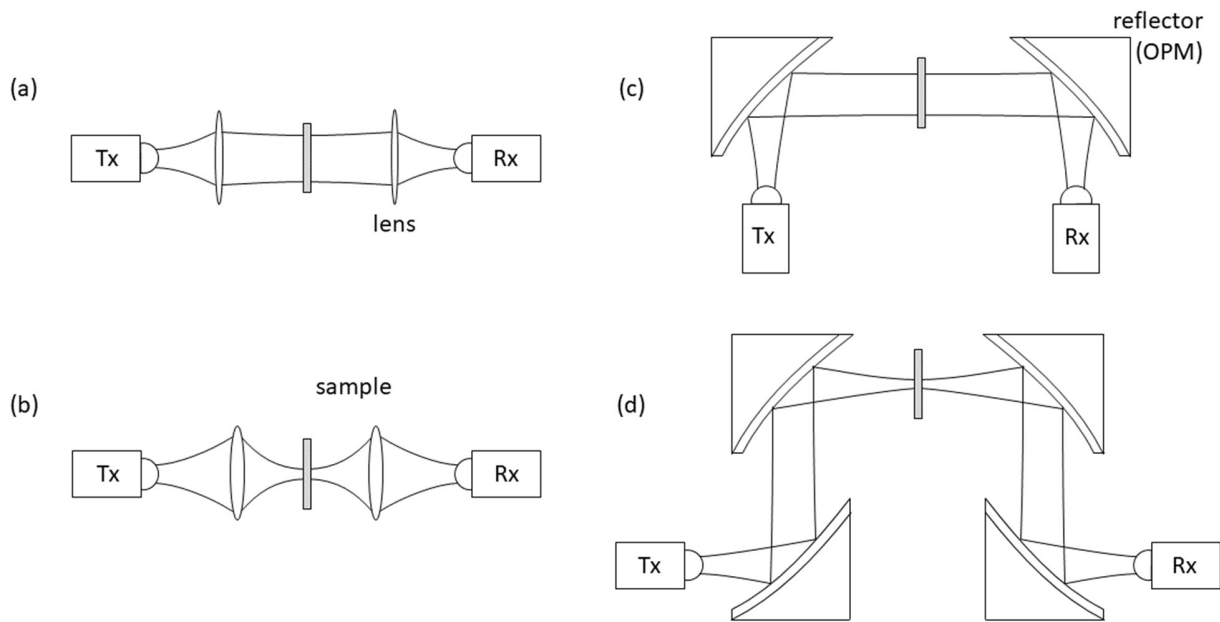 (a)
Tx
Rx
lens
(b)
sample
Tx
Rx
reflector
(OPM)
(c)
Tx
Rx
(d)
Tx
Rx